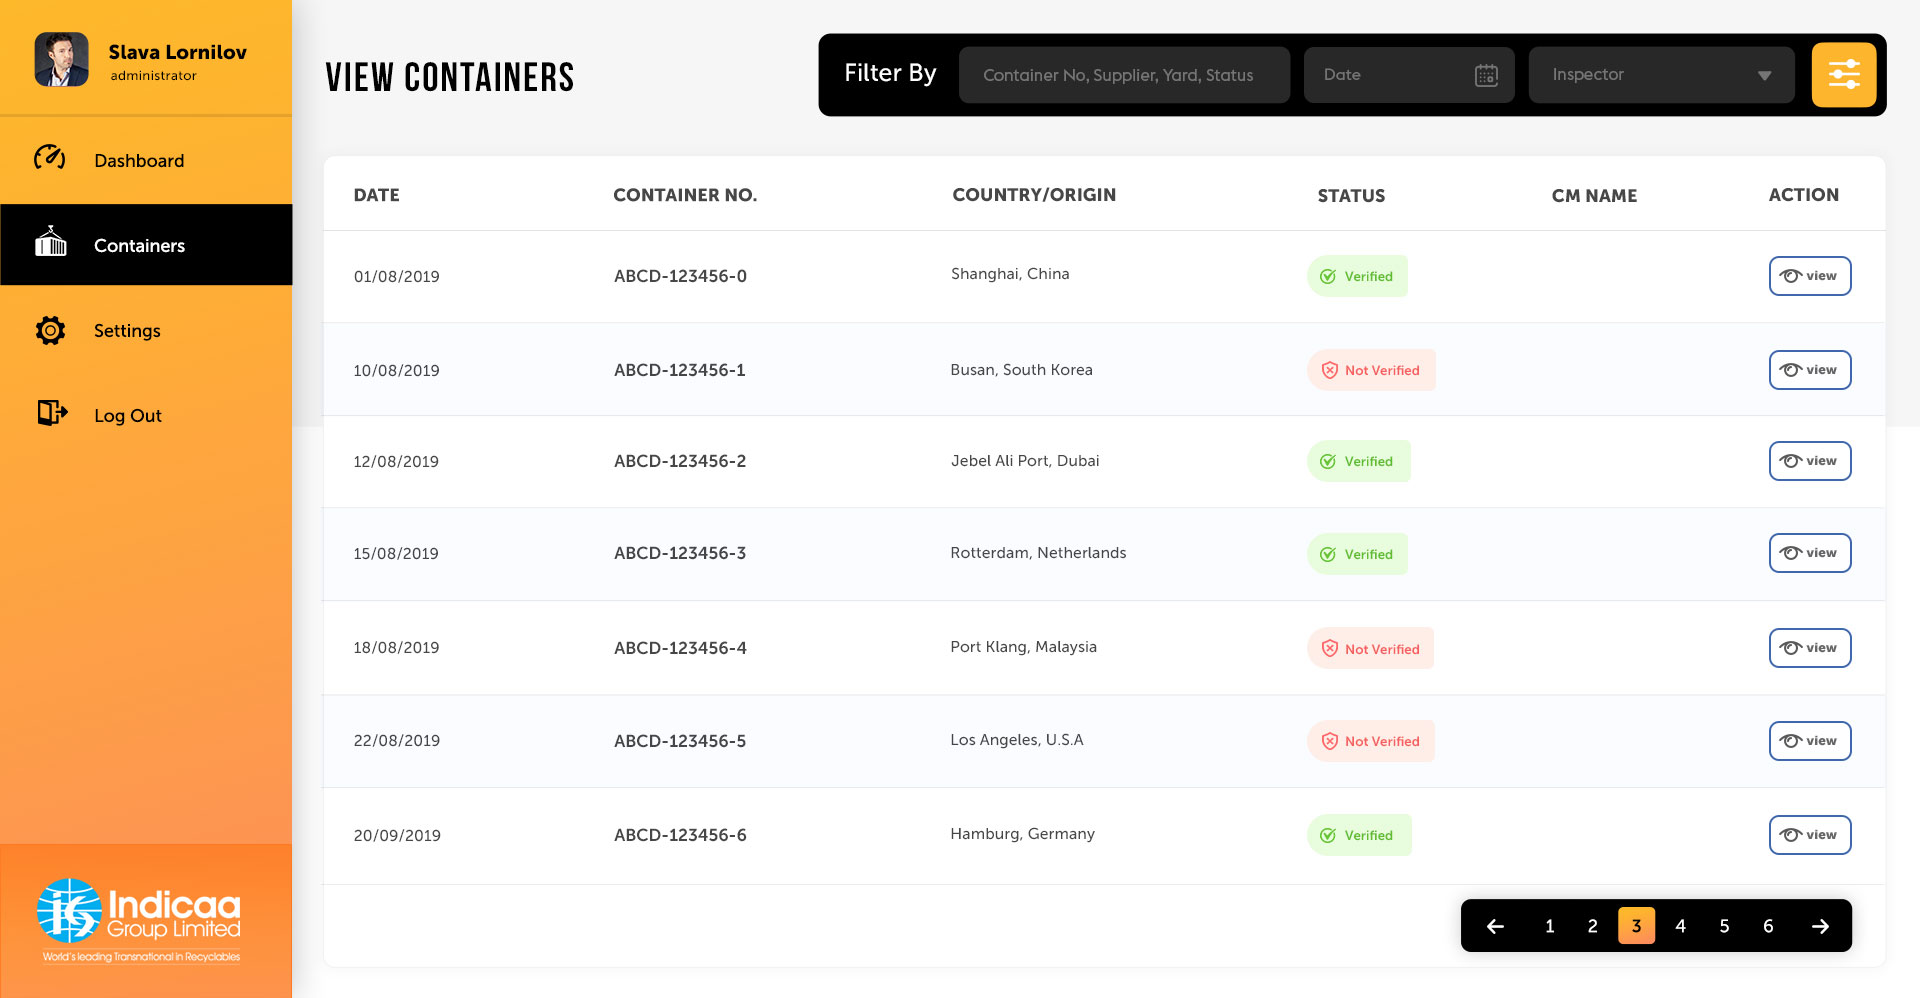 Slava Lornilov
administrator
Dashboard
Containers
Settings
Log Out
Indicaa
Group Limited
World's leading Transnational in Recyclables
VIEW CONTAINERS
Filter By Container No, Supplier, Yard, Status Date Inspector
DATE CONTAINER NO. COUNTRY/ORIGIN STATUS CM NAME ACTION
01/08/2019 ABCD-123456-0 Shanghai, China Verified view
10/08/2019 ABCD-123456-1 Busan, South Korea Not Verified view
12/08/2019 ABCD-123456-2 Jebel Ali Port, Dubai Verified view
15/08/2019 ABCD-123456-3 Rotterdam, Netherlands Verified view
18/08/2019 ABCD-123456-4 Port Klang, Malaysia Not Verified view
22/08/2019 ABCD-123456-5 Los Angeles, U.S.A Not Verified view
20/09/2019 ABCD-123456-6 Hamburg, Germany Verified view
1 2 3 4 5 6